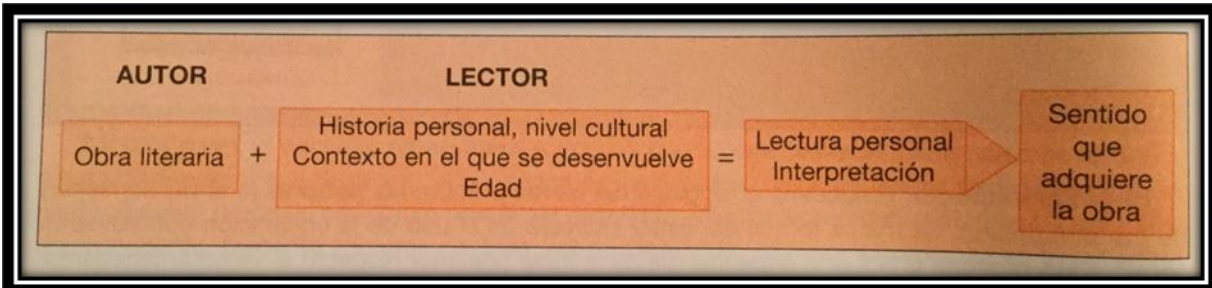 AUTOR
LECTOR
Obra literaria
+
Historia personal, nivel cultural
Contexto en el que se desenvuelve
Edad
=
Lectura personal
Interpretación
Sentido
que
adquiere
la obra